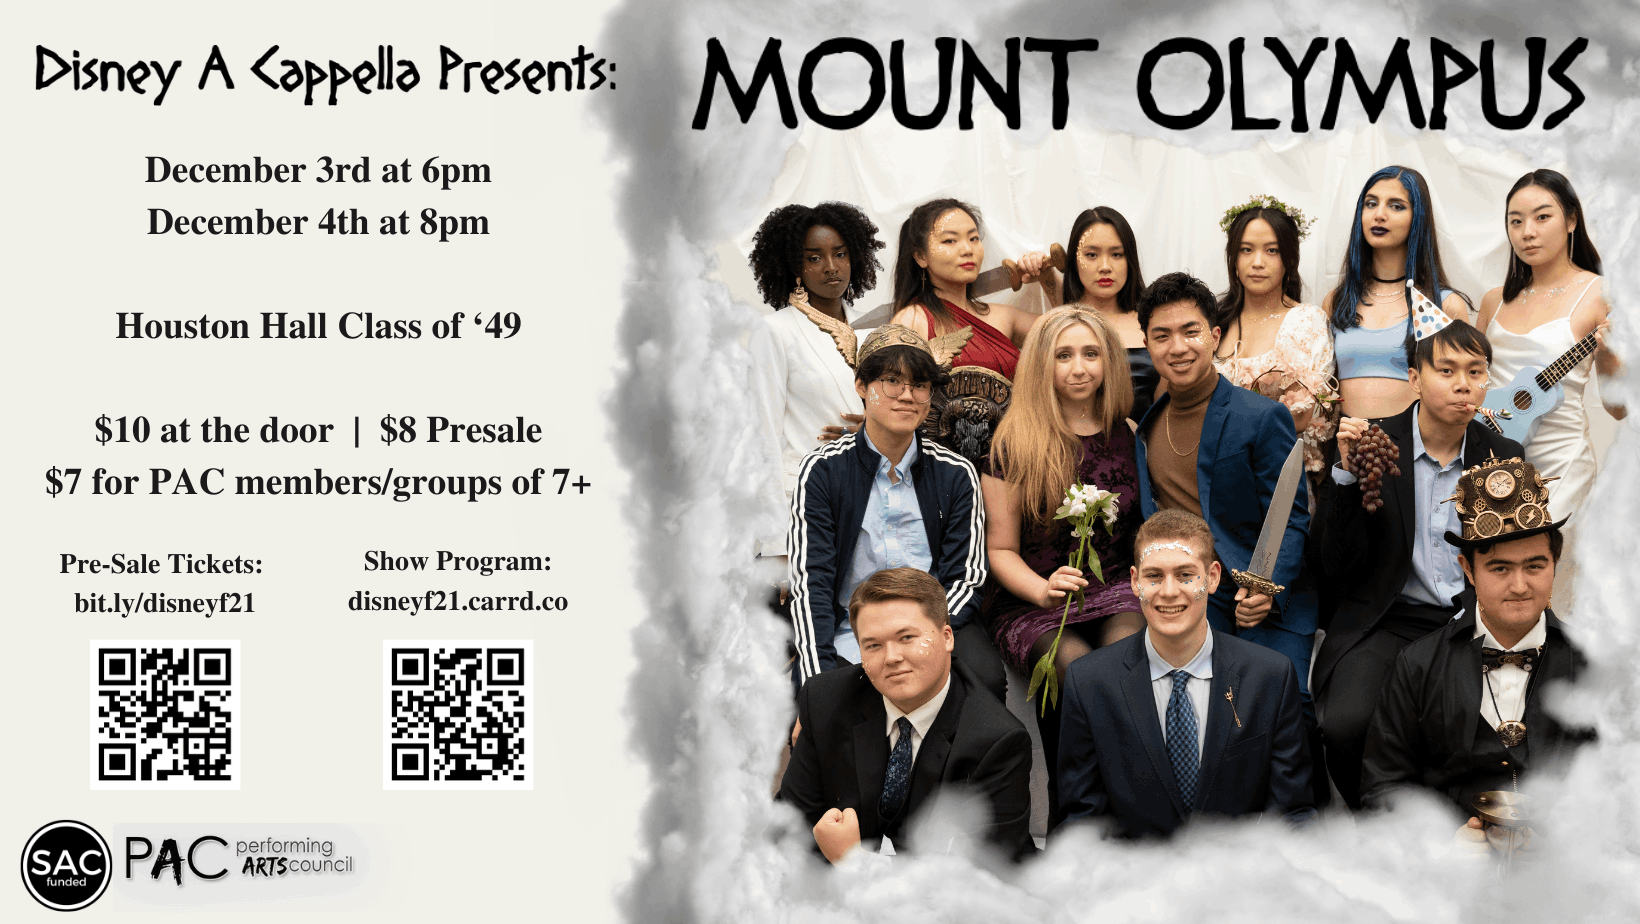 Disney A Cappella Presents:
MOUNT OLYMPUS
December 3rd at 6pm
December 4th at 8pm
Houston Hall Class of ‘49
$10 at the door | $8 Presale
$7 for PAC members/groups of 7+
Pre-Sale Tickets:
bit.ly/disneyf21
Show Program:
disneyf21.carrd.co
SAC
funded
PAC performing
ARTS council